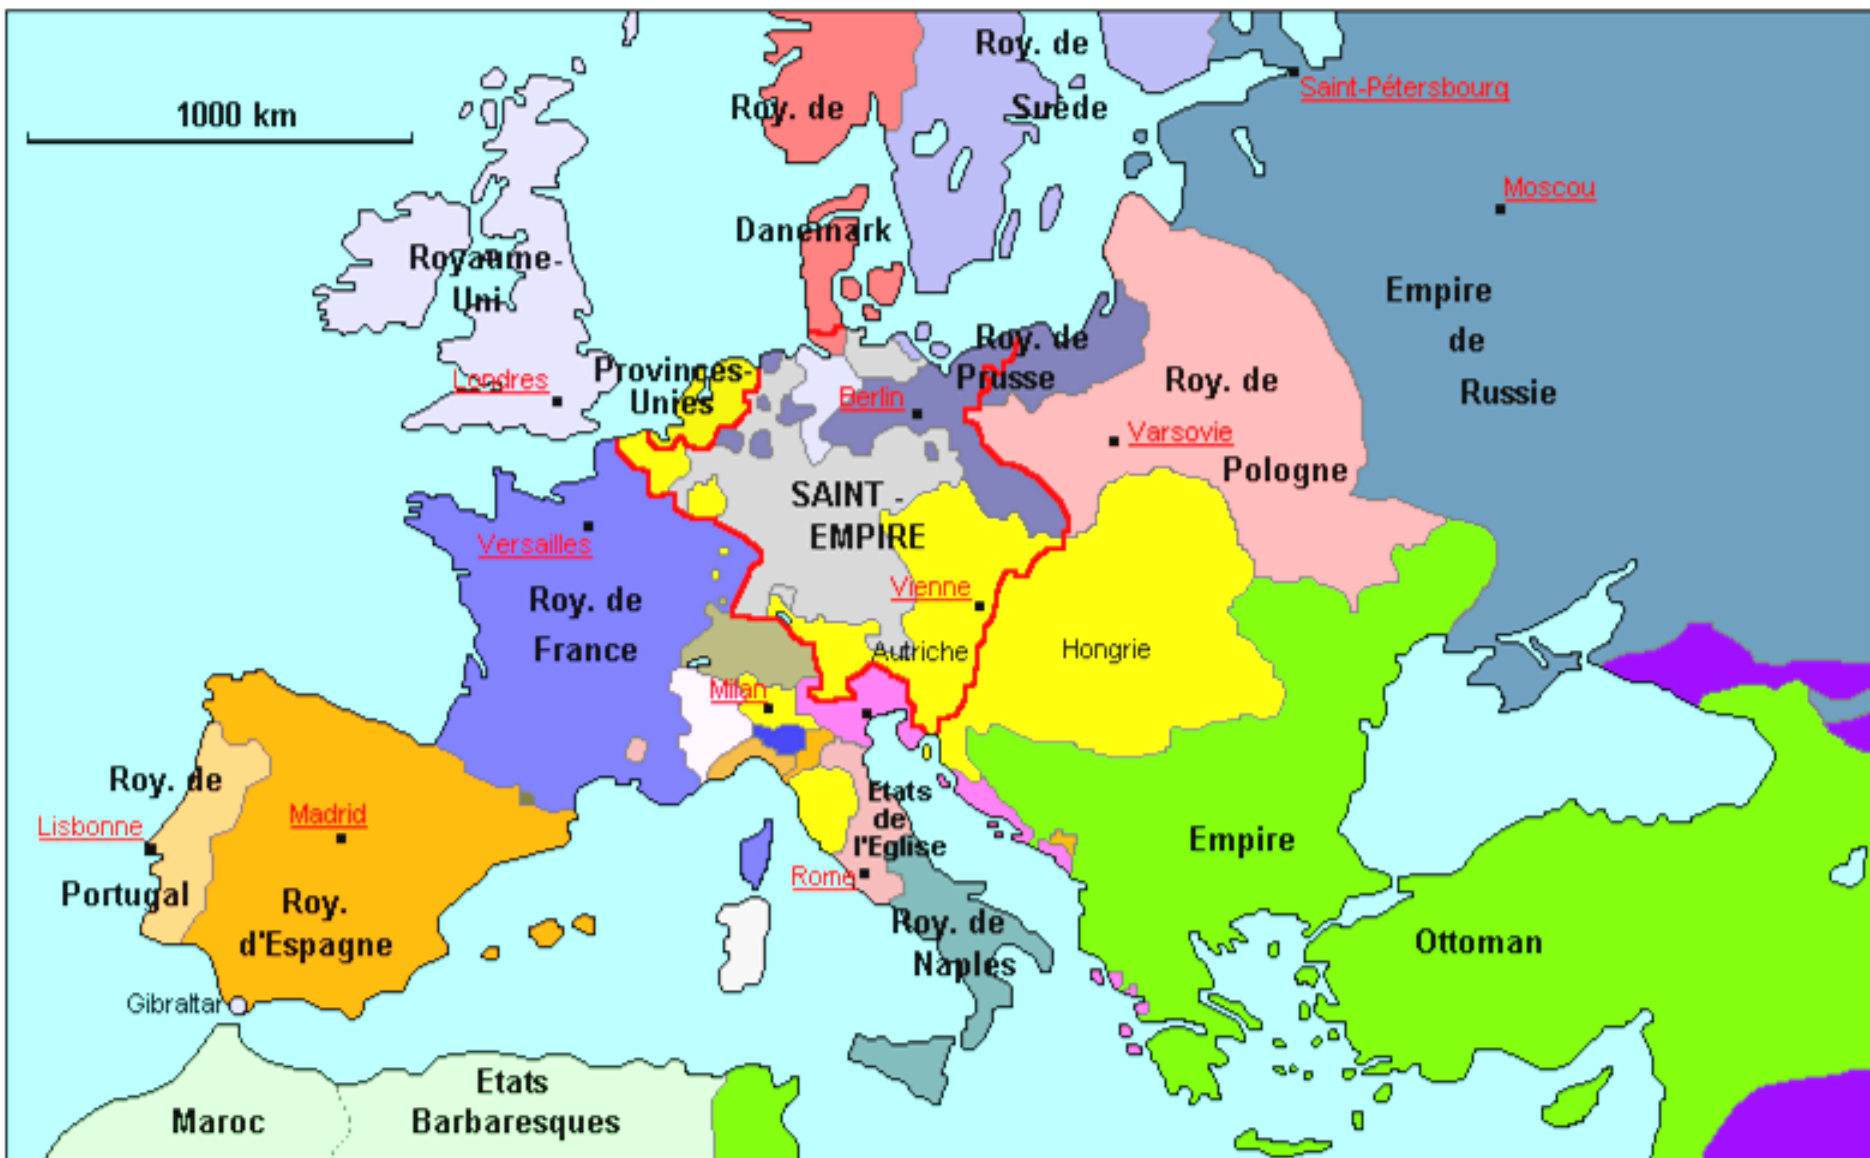 Roy. de
Suède
Saint-Pétersbourg
1000 km
Roy. de
Danemark
Moscou
Royaume-
Uni
Empire
de
Russie
Roy. de
Prusse
Provinces-
Unies
Londres
Berlin
Roy. de
Pologne
Varsovie
SAINT -
EMPIRE
Versailles
Roy. de
France
Vienne
Autriche
Hongrie
Milan
Roy. de
Portugal
Lisbonne
Madrid
Roy.
d'Espagne
Gibraltar
Etats
de
l'Eglise
Rome
Roy. de
Naples
Empire
Ottoman
Maroc
Etats
Barbaresques